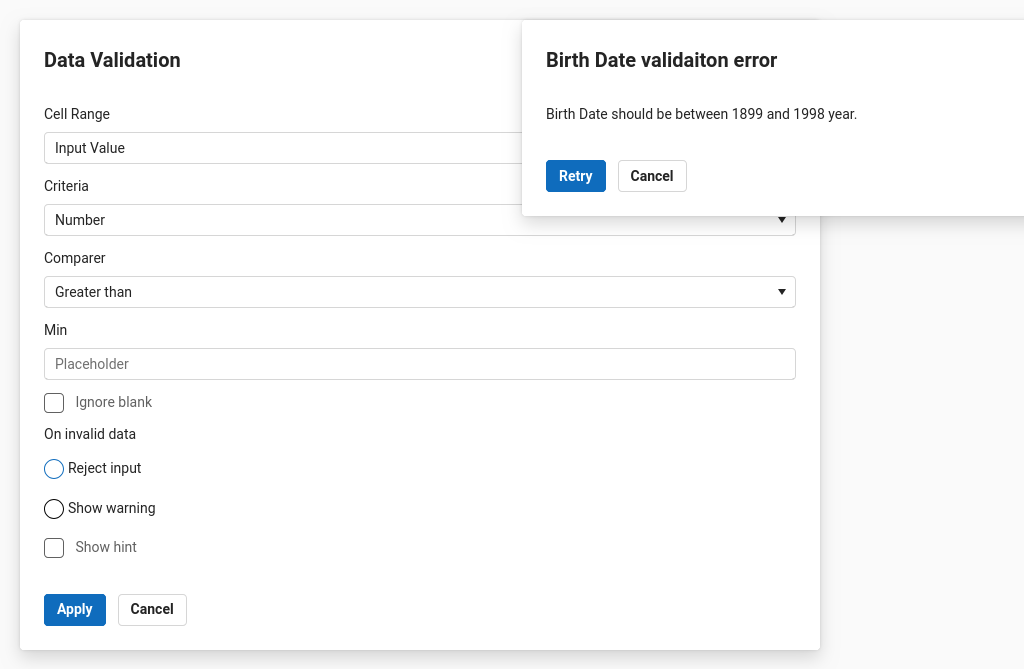 Data Validation
Cell Range
Input Value
Criteria
Number
Comparer
Greater than
Min
Placeholder
Ignore blank
On invalid data
Reject input
Show warning
Show hint
Apply
Cancel
Birth Date validaiton error
Birth Date should be between 1899 and 1998 year.
Retry
Cancel